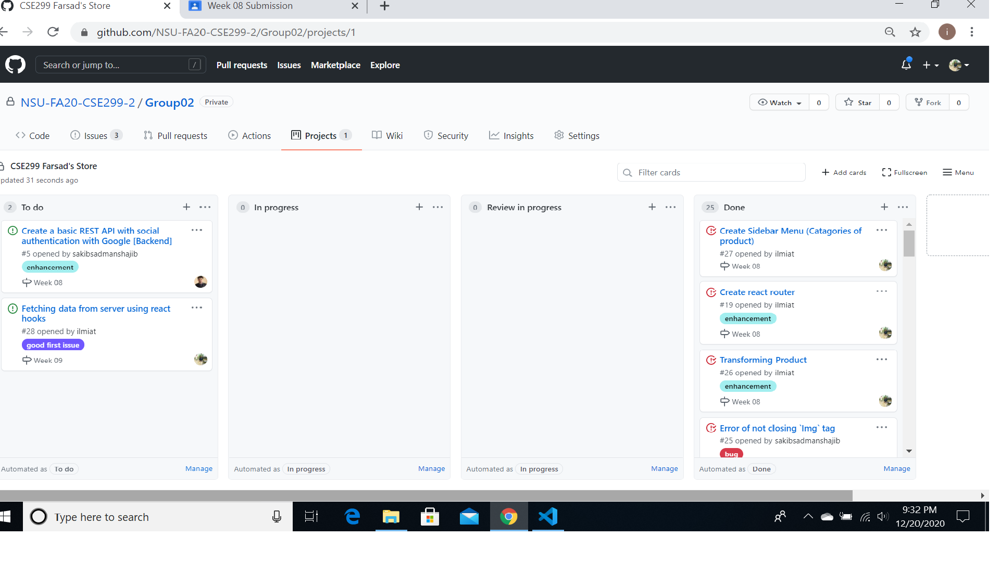 CSE299 Farsad's Store
Week 08 Submission
github.com/NSU-FA20-CSE299-2/Group02/projects/1
i
Search or jump to...
/
Pull requests
Issues
Marketplace
Explore
NSU-FA20-CSE299-2 / Group02
Private
Watch
0
Star
0
Fork
0
Code
Issues 3
Pull requests
Actions
Projects 1
Wiki
Security
Insights
Settings
CSE299 Farsad's Store
pdated 31 seconds ago
Filter cards
Add cards
Fullscreen
Menu
2 To do
Create a basic REST API with social
authentication with Google [Backend]
#5 opened by sakibsadmanshajib
enhancement
Week 08
Fetching data from server using react
hooks
#28 opened by ilmiat
good first issue
Week 09
Automated as To do
Manage
0 In progress
Automated as In progress
Manage
0 Review in progress
Automated as In progress
Manage
25 Done
Create Sidebar Menu (Catagories of
product)
#27 opened by ilmiat
Week 08
Create react router
#19 opened by ilmiat
enhancement
Week 08
Transforming Product
#26 opened by ilmiat
enhancement
Week 08
Error of not closing `Img` tag
#25 opened by sakibsadmanshajib
bug
Automated as Done
Manage
Type here to search
9:32 PM
12/20/2020